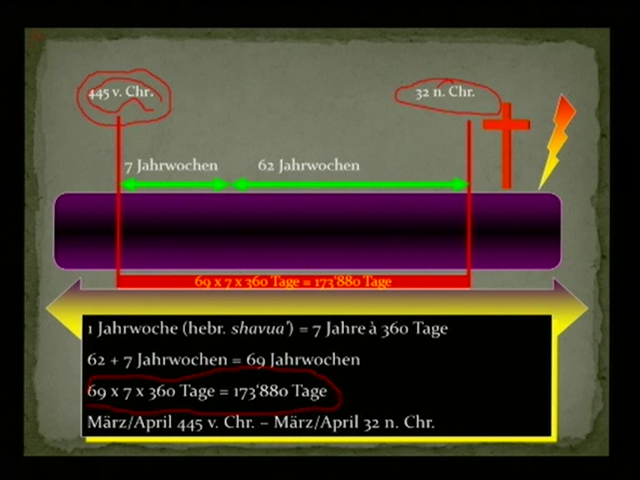 445 v. Chr.
32 n. Chr.
7 Jahrwochen
62 Jahrwochen
69 x 7 x 360 Tage = 173'880 Tage
1 Jahrwoche (hebr. shavua') = 7 Jahre à 360 Tage
62 + 7 Jahrwochen = 69 Jahrwochen
69 x 7 x 360 Tage = 173'880 Tage
März/April 445 v. Chr. – März/April 32 n. Chr.